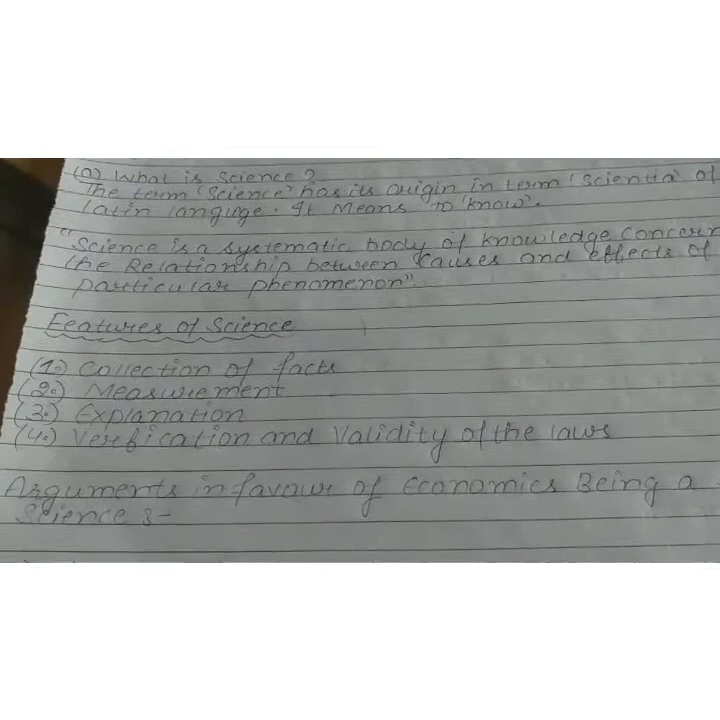 (a) What is Science?
The term 'Science' has its origin in term 'Scientia' of
latin languge. It Means to 'know'.
"Science is a systematic body of knowledge concern
the Relationship between Causes and effects of
particular phenomenon".
Features of Science
(1.) Collection of facts
(2.) Measurement
(3.) Explanation
(4.) Verification and Validity of the laws
Arguments in favour of Economics Being a
Science :-